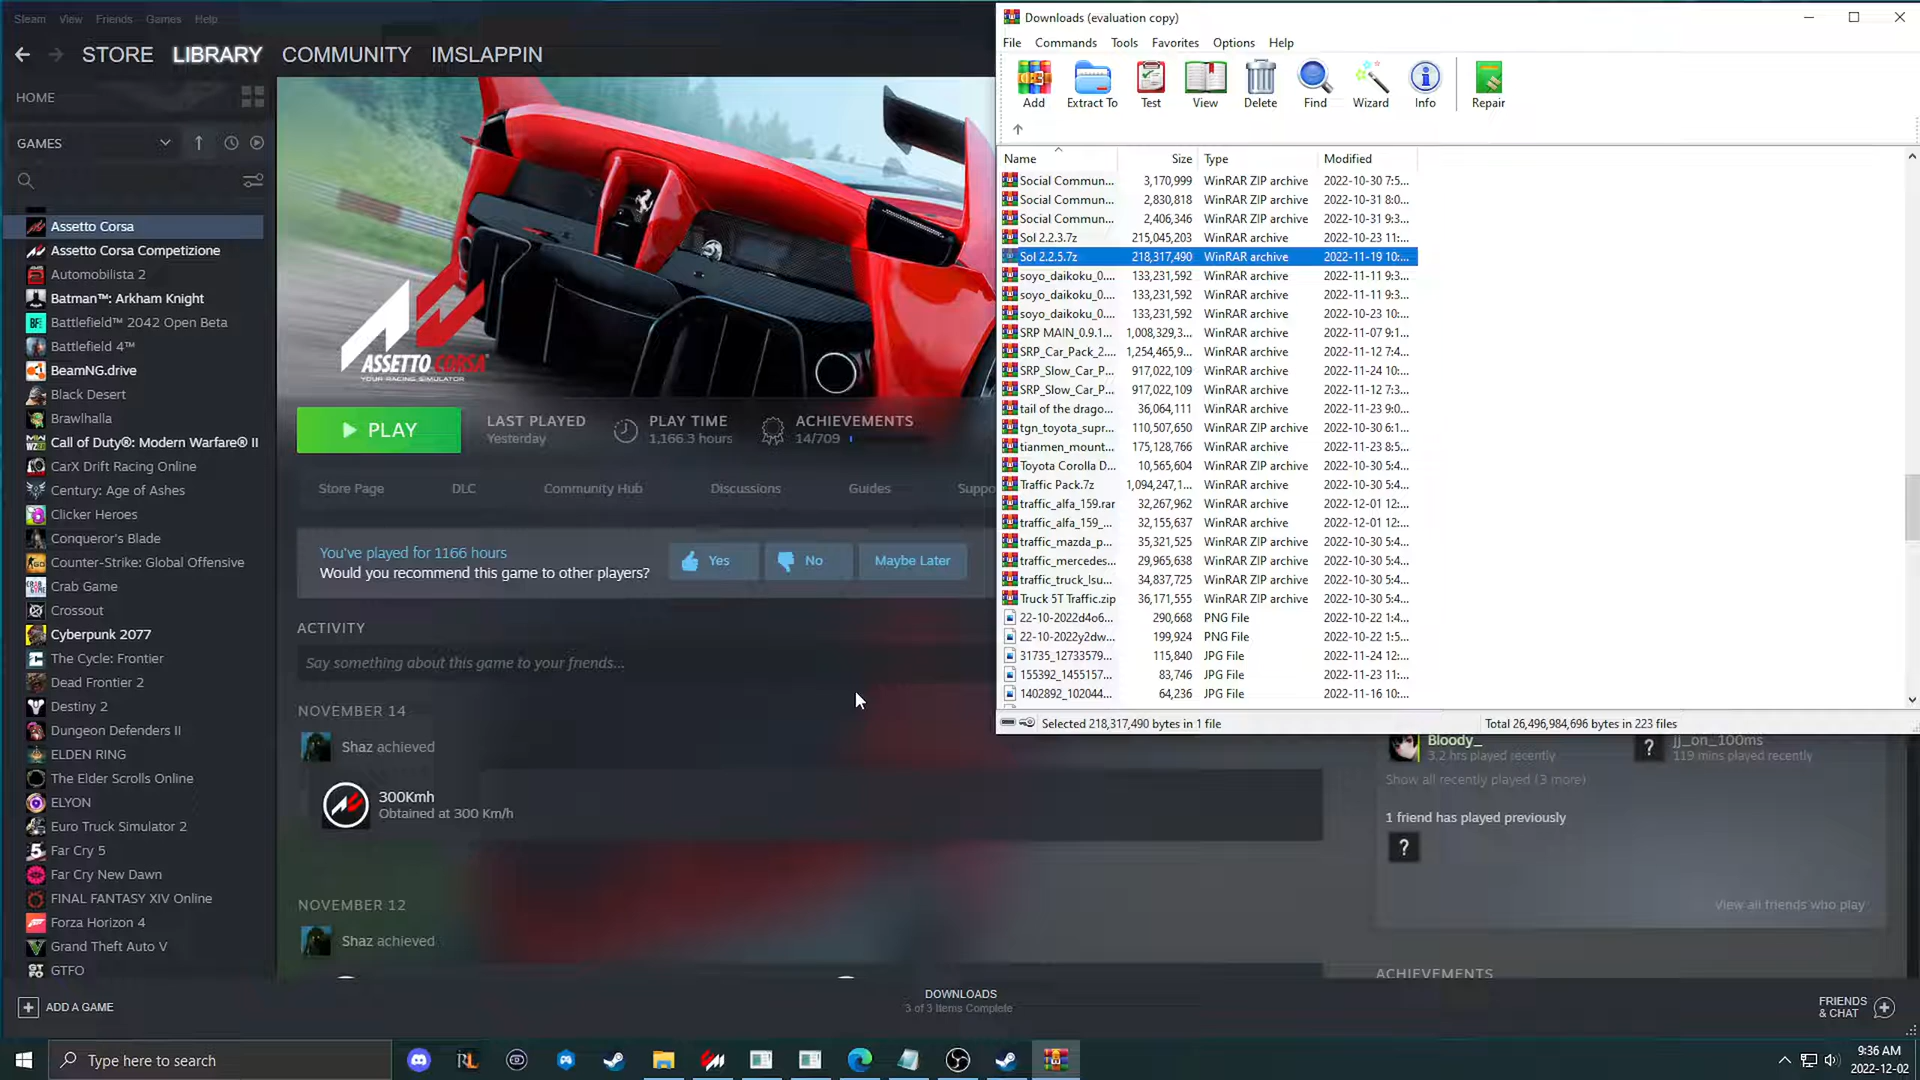 Steam View Friends Games Help
STORE LIBRARY COMMUNITY IMSLAPPIN
HOME
GAMES
Assetto Corsa
Assetto Corsa Competizione
Automobilista 2
Batman™: Arkham Knight
Battlefield™ 2042 Open Beta
Battlefield 4™
BeamNG.drive
Black Desert
Brawlhalla
Call of Duty®: Modern Warfare® II
CarX Drift Racing Online
Century: Age of Ashes
Clicker Heroes
Conqueror's Blade
Counter-Strike: Global Offensive
Crab Game
Crossout
Cyberpunk 2077
The Cycle: Frontier
Dead Frontier 2
Destiny 2
Dungeon Defenders II
ELDEN RING
The Elder Scrolls Online
ELYON
Euro Truck Simulator 2
Far Cry 5
Far Cry New Dawn
FINAL FANTASY XIV Online
Forza Horizon 4
Grand Theft Auto V
GTFO
ADD A GAME
ASSETTO CORSA
YOUR RACING SIMULATOR
PLAY
LAST PLAYED
Yesterday
PLAY TIME
1,166.3 hours
ACHIEVEMENTS
14/709
Store Page DLC Community Hub Discussions Guides Suppo
You've played for 1166 hours
Would you recommend this game to other players?
Yes No Maybe Later
ACTIVITY
Say something about this game to your friends...
NOVEMBER 14
Shaz achieved
300Kmh
Obtained at 300 Km/h
NOVEMBER 12
Shaz achieved
DOWNLOADS
3 of 3 Items Complete
Downloads (evaluation copy)
File Commands Tools Favorites Options Help
Add Extract To Test View Delete Find Wizard Info Repair
Name Size Type Modified
Social Commun... 3,170,999 WinRAR ZIP archive 2022-10-30 7:5...
Social Commun... 2,830,818 WinRAR ZIP archive 2022-10-31 8:0...
Social Commun... 2,406,346 WinRAR ZIP archive 2022-10-31 9:3...
Sol 2.2.3.7z 215,045,203 WinRAR archive 2022-10-23 11:...
Sol 2.2.5.7z 218,317,490 WinRAR archive 2022-11-19 10:...
soyo_daikoku_0.... 133,231,592 WinRAR archive 2022-11-11 9:3...
soyo_daikoku_0.... 133,231,592 WinRAR archive 2022-11-11 9:3...
soyo_daikoku_0.... 133,231,592 WinRAR archive 2022-10-23 10:...
SRP MAIN_0.9.1... 1,008,329,3... WinRAR archive 2022-11-07 9:1...
SRP_Car_Pack_2.... 1,254,465,9... WinRAR archive 2022-11-12 7:4...
SRP_Slow_Car_P... 917,022,109 WinRAR archive 2022-11-24 10:...
SRP_Slow_Car_P... 917,022,109 WinRAR archive 2022-11-12 7:3...
tail of the drago... 36,064,111 WinRAR archive 2022-11-23 9:0...
tgn_toyota_supr... 110,507,650 WinRAR ZIP archive 2022-10-30 6:1...
tianmen_mount... 175,128,766 WinRAR archive 2022-11-23 8:5...
Toyota Corolla D... 10,565,604 WinRAR ZIP archive 2022-10-30 5:4...
Traffic Pack.7z 1,094,247,1... WinRAR archive 2022-10-30 5:4...
traffic_alfa_159.rar 32,267,962 WinRAR archive 2022-12-01 12:...
traffic_alfa_159_... 32,155,637 WinRAR archive 2022-12-01 12:...
traffic_mazda_p... 35,321,525 WinRAR ZIP archive 2022-10-30 5:4...
traffic_mercedes... 29,965,638 WinRAR ZIP archive 2022-10-30 5:4...
traffic_truck_lsu... 34,837,725 WinRAR ZIP archive 2022-10-30 5:4...
Truck 5T Traffic.zip 36,171,555 WinRAR ZIP archive 2022-10-30 5:4...
22-10-2022d4o6... 290,668 PNG File 2022-10-22 1:4...
22-10-2022y2dw... 199,924 PNG File 2022-10-22 1:5...
31735_12733579... 115,840 JPG File 2022-11-24 12:...
155392_1455157... 83,746 JPG File 2022-11-23 11:...
1402892_102044... 64,236 JPG File 2022-11-16 10:...
Selected 218,317,490 bytes in 1 file Total 26,496,984,696 bytes in 223 files
Bloody_
3.2 hrs played recently
jj_on_100ms
119 mins played recently
Show all recently played (3 more)
1 friend has played previously
View all friends who play
ACHIEVEMENTS
FRIENDS
& CHAT
Type here to search
9:36 AM
2022-12-02